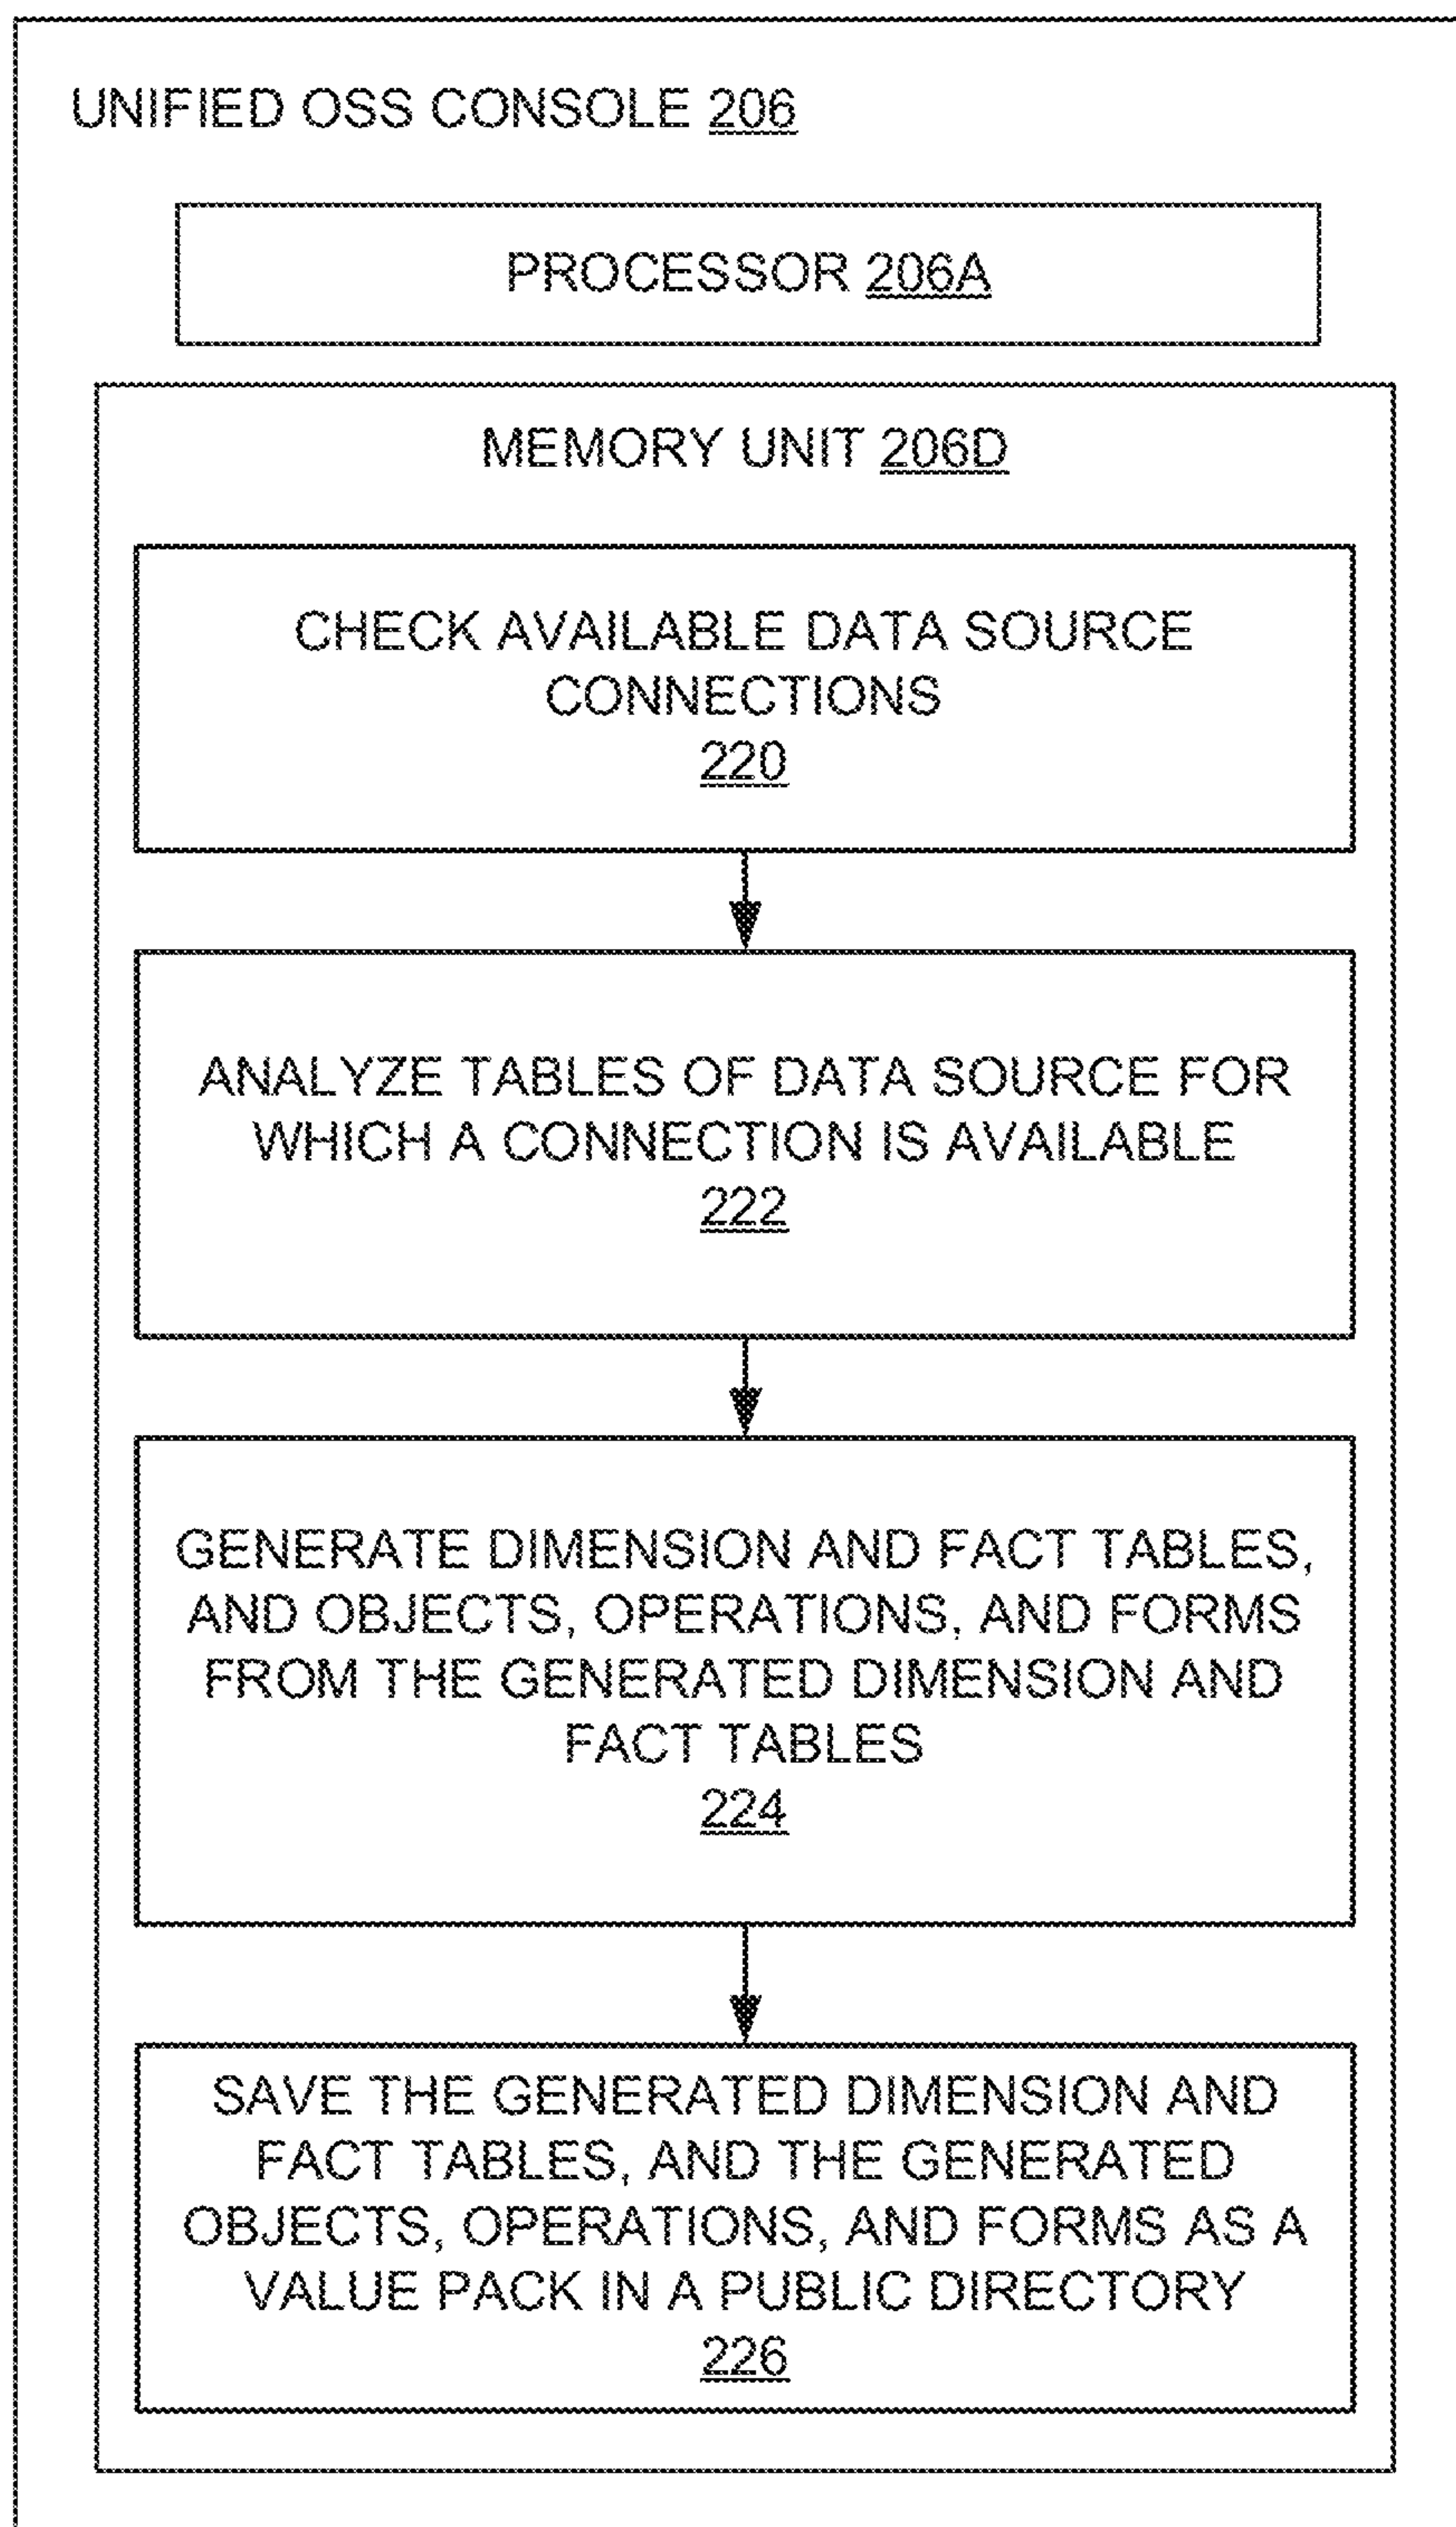 UNIFIED OSS CONSOLE 206
PROCESSOR 206A
MEMORY UNIT 206D
CHECK AVAILABLE DATA SOURCE
CONNECTIONS
220
ANALYZE TABLES OF DATA SOURCE FOR
WHICH A CONNECTION IS AVAILABLE
222
GENERATE DIMENSION AND FACT TABLES,
AND OBJECTS, OPERATIONS, AND FORMS
FROM THE GENERATED DIMENSION AND
FACT TABLES
224
SAVE THE GENERATED DIMENSION AND
FACT TABLES, AND THE GENERATED
OBJECTS, OPERATIONS, AND FORMS AS A
VALUE PACK IN A PUBLIC DIRECTORY
226